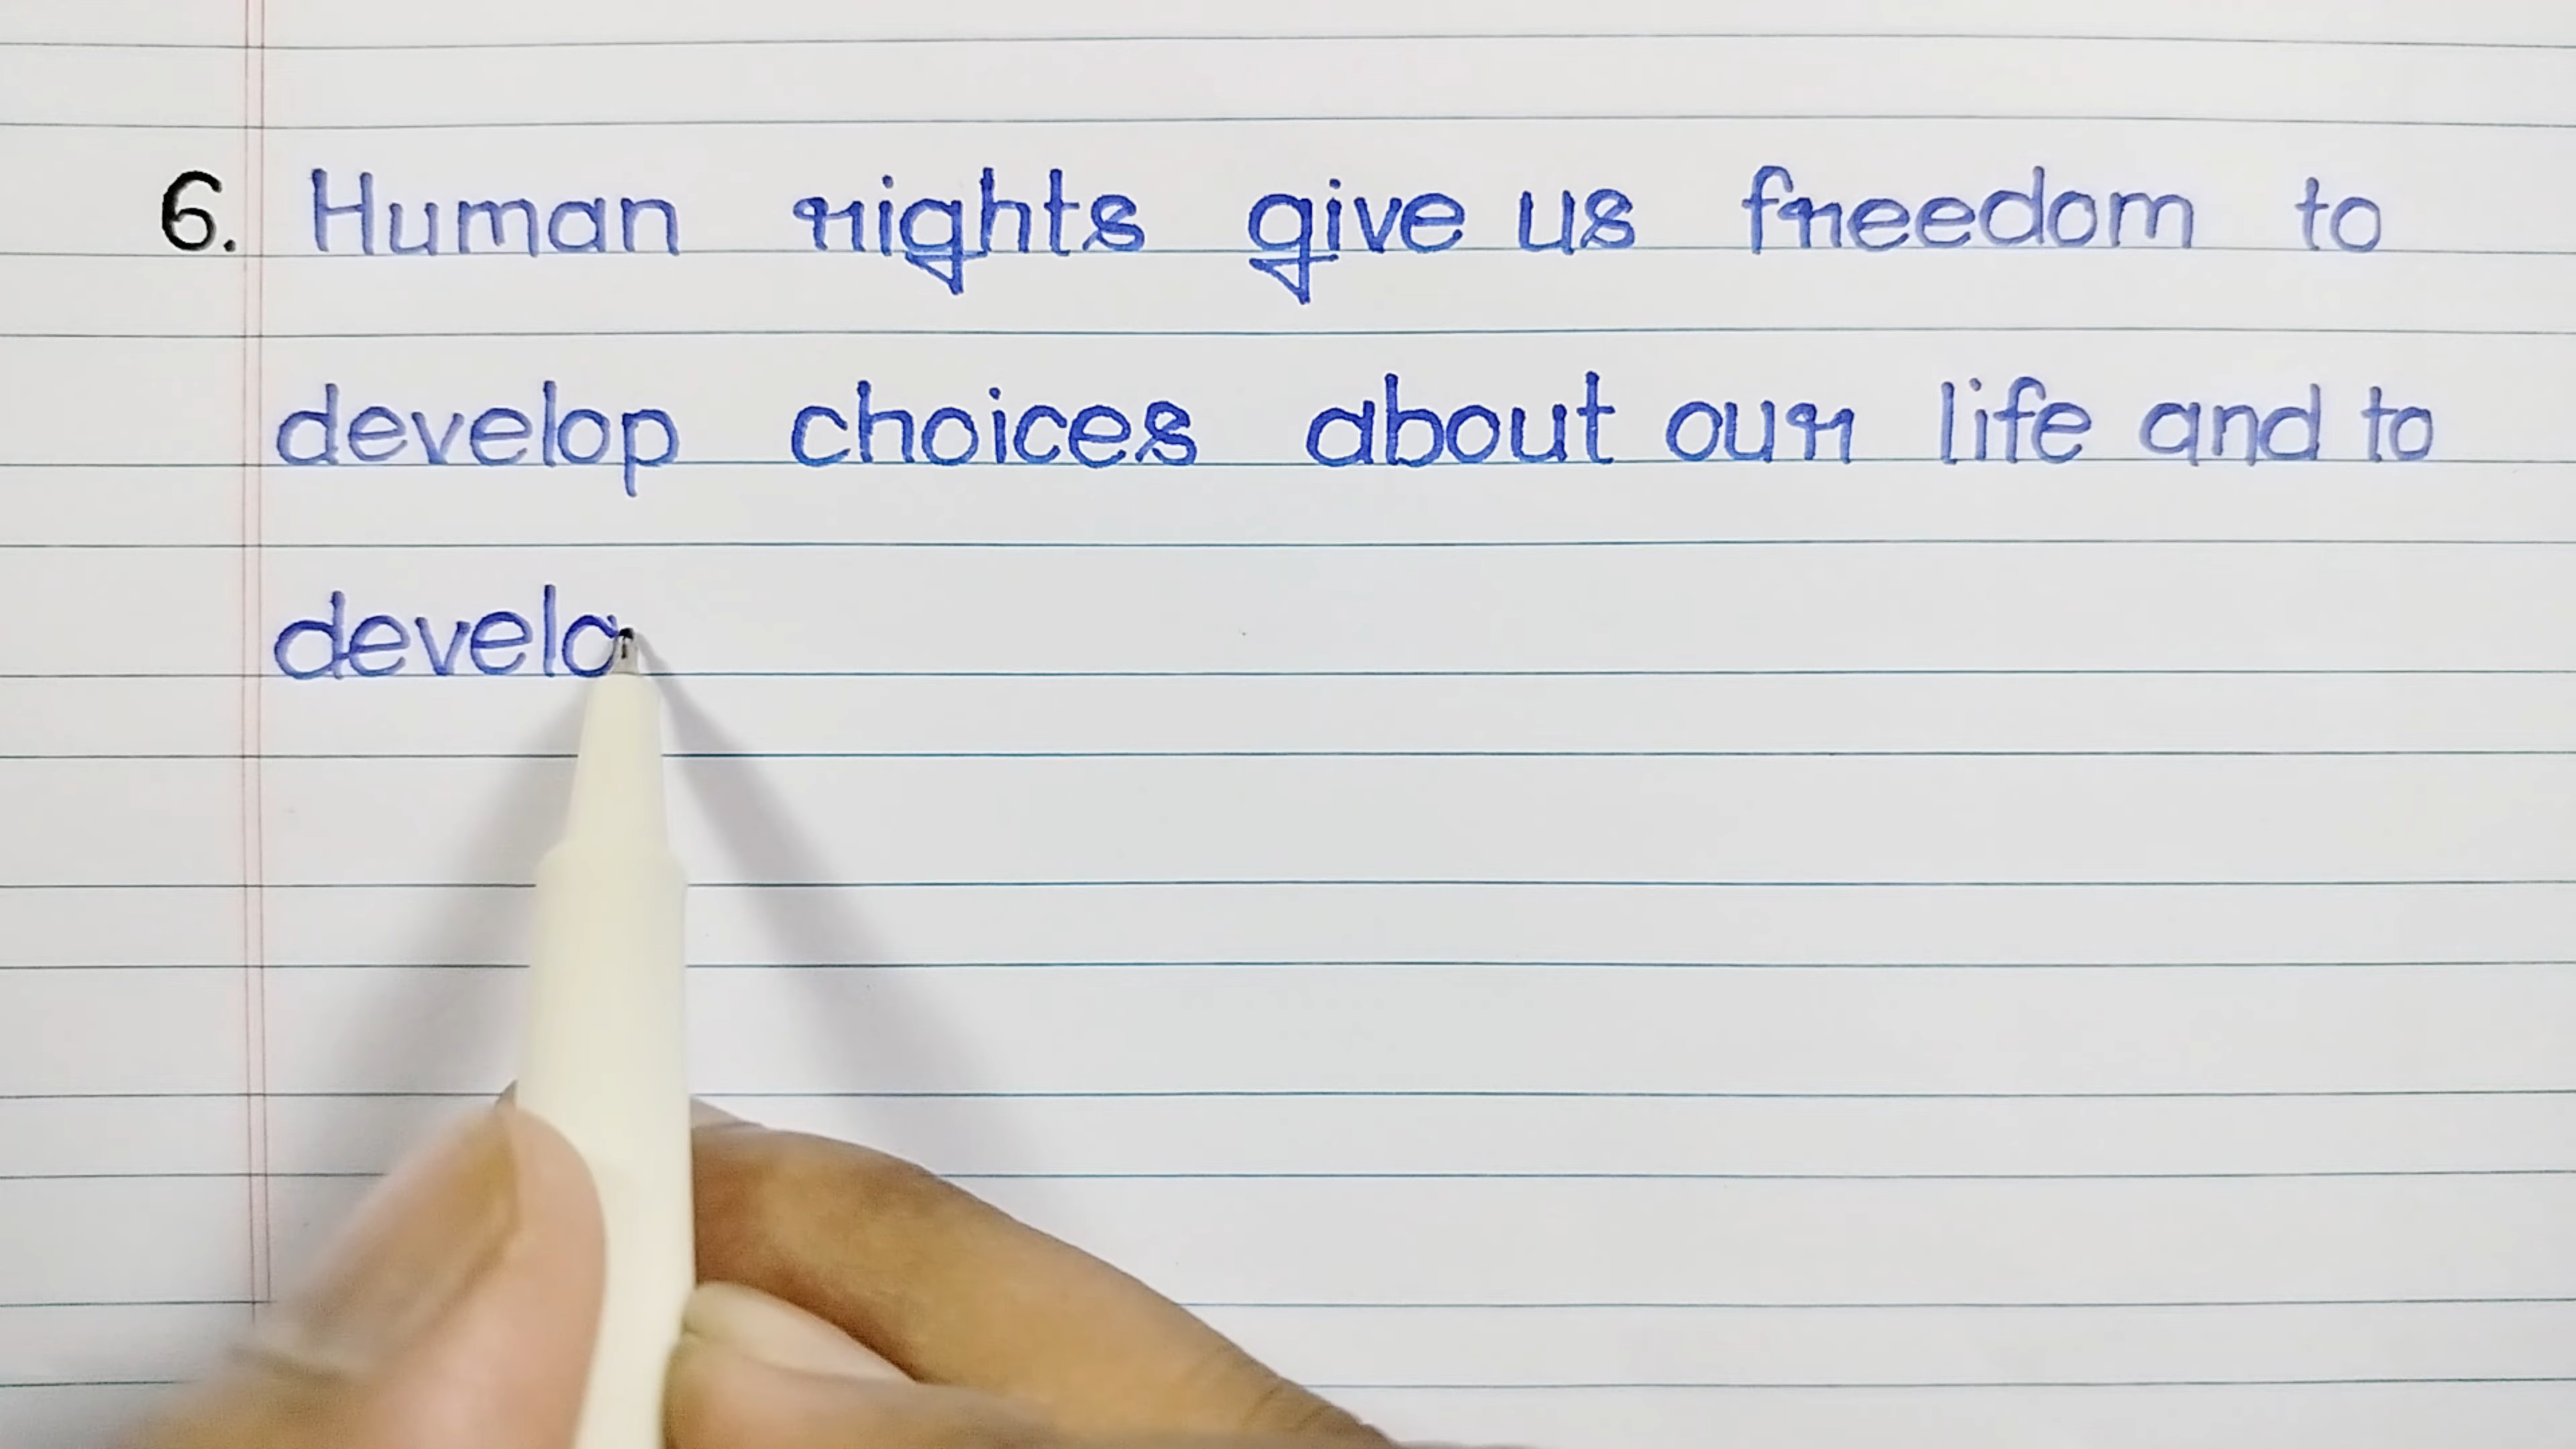 6. Human rights give us freedom to
develop choices about our life and to
develo